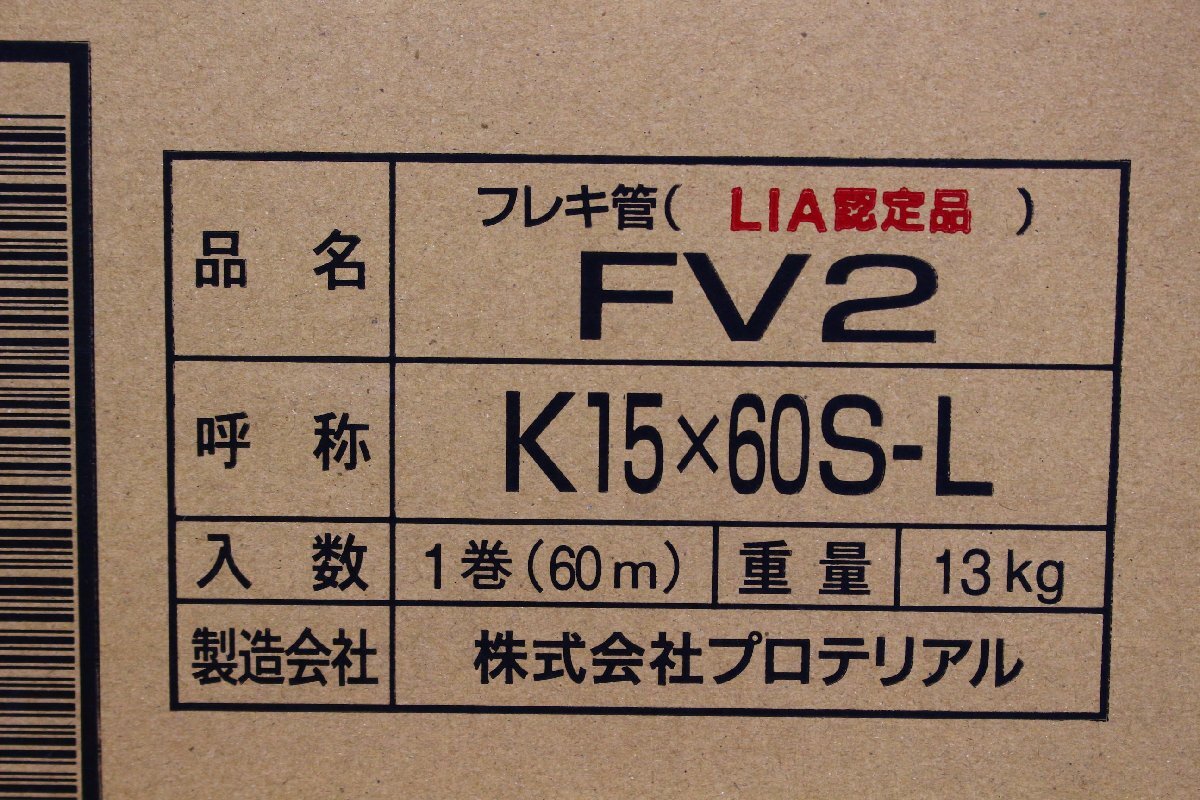 品名 フレキ管( LIA認定品 )
FV2
呼称 K15×60S-L
入数 1巻(60m) 重量 13kg
製造会社 株式会社プロテリアル